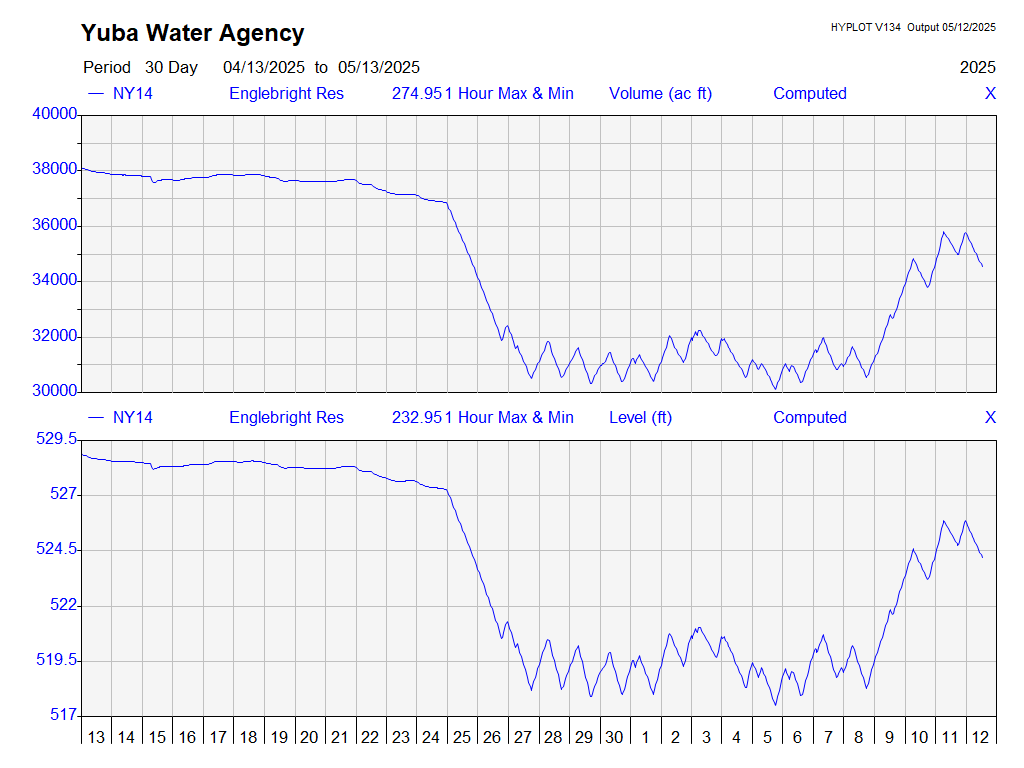 Yuba Water Agency
HYPLOT V134 Output 05/12/2025
Period 30 Day 04/13/2025 to 05/13/2025 2025
— NY14 Englebright Res 274.951 Hour Max & Min Volume (ac ft) Computed X
40000
38000
36000
34000
32000
30000
— NY14 Englebright Res 232.951 Hour Max & Min Level (ft) Computed X
529.5
527
524.5
522
519.5
517
13 14 15 16 17 18 19 20 21 22 23 24 25 26 27 28 29 30 1 2 3 4 5 6 7 8 9 10 11 12